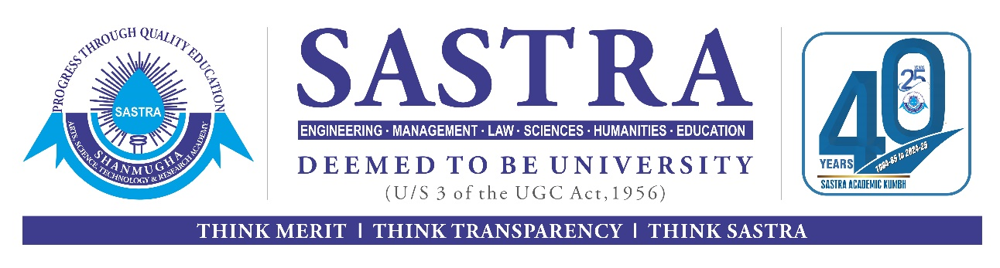 PROGRESS THROUGH QUALITY EDUCATION
SASTRA
SHANMUGHA
ARTS, SCIENCE, TECHNOLOGY & RESEARCH ACADEMY
SASTRA
ENGINEERING · MANAGEMENT · LAW · SCIENCES · HUMANITIES · EDUCATION
DEEMED TO BE UNIVERSITY
(U/S 3 of the UGC Act,1956)
40
YEARS
25
YEARS
1984-85 to 2024-25
SASTRA ACADEMIC KUMBH
THINK MERIT | THINK TRANSPARENCY | THINK SASTRA